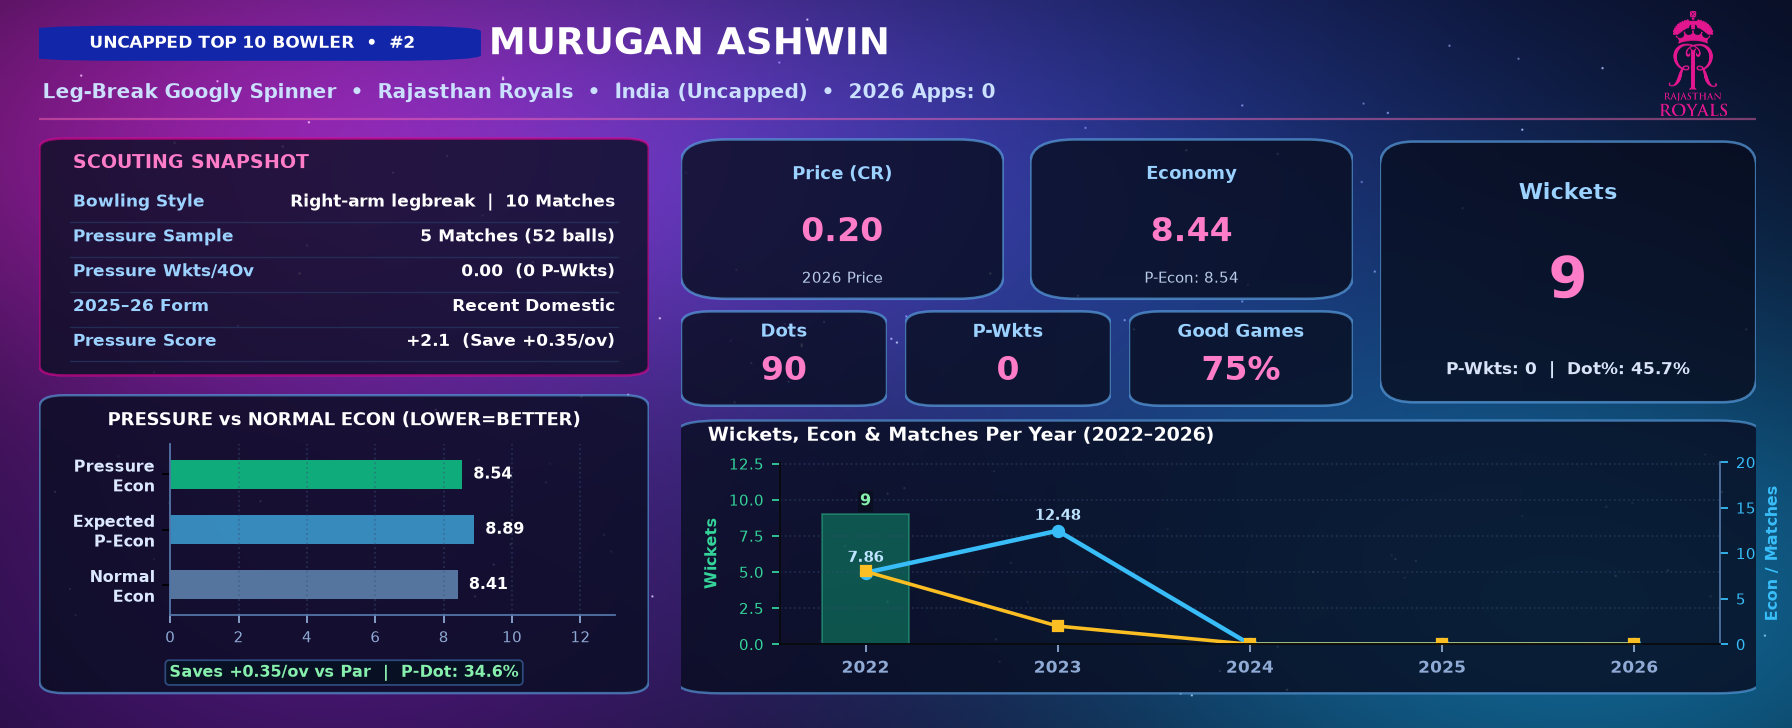 UNCAPPED TOP 10 BOWLER • #2
MURUGAN ASHWIN
Leg-Break Googly Spinner • Rajasthan Royals • India (Uncapped) • 2026 Apps: 0
RAJASTHAN
ROYALS
SCOUTING SNAPSHOT
Bowling Style Right-arm legbreak | 10 Matches
Pressure Sample 5 Matches (52 balls)
Pressure Wkts/4Ov 0.00 (0 P-Wkts)
2025–26 Form Recent Domestic
Pressure Score +2.1 (Save +0.35/ov)
Price (CR)
0.20
2026 Price
Economy
8.44
P-Econ: 8.54
Wickets
9
P-Wkts: 0 | Dot%: 45.7%
Dots
90
P-Wkts
0
Good Games
75%
PRESSURE vs NORMAL ECON (LOWER=BETTER)
Pressure
Econ
8.54
Expected
P-Econ
8.89
Normal
Econ
8.41
0 2 4 6 8 10 12
Saves +0.35/ov vs Par | P-Dot: 34.6%
Wickets, Econ & Matches Per Year (2022–2026)
Wickets
12.5
10.0
7.5
5.0
2.5
0.0
9
7.86
12.48
20
15
10
5
0
Econ / Matches
2022 2023 2024 2025 2026